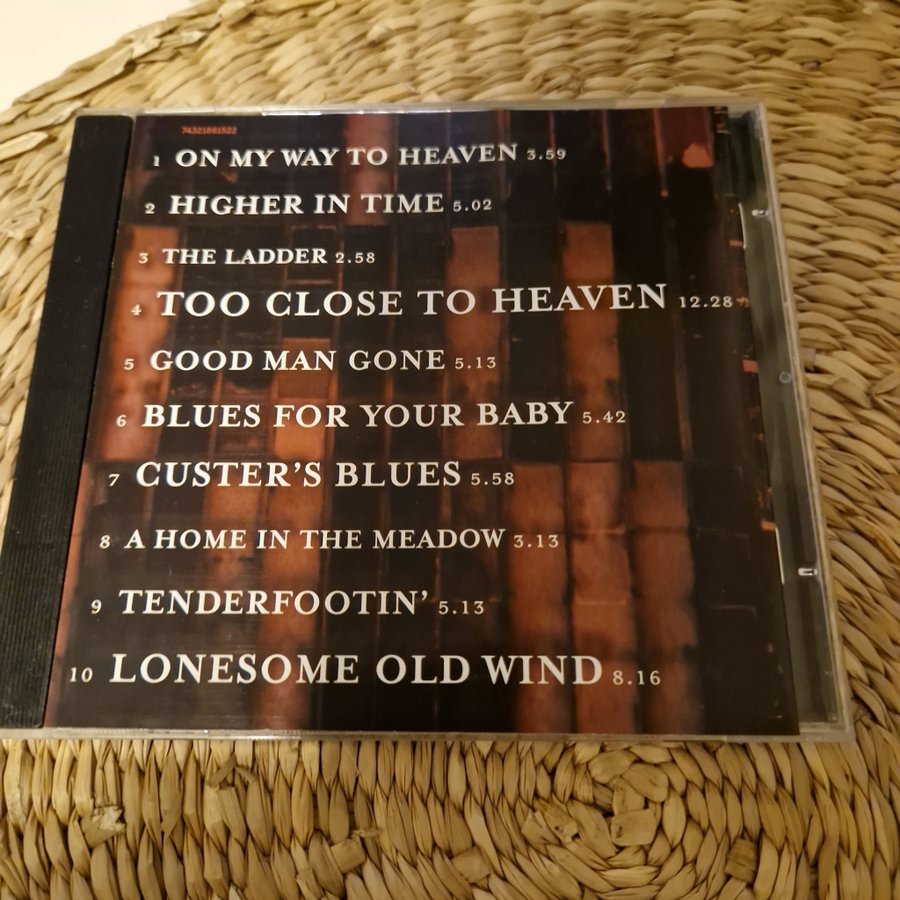 74321881522
1 ON MY WAY TO HEAVEN 3.59
2 HIGHER IN TIME 5.02
3 THE LADDER 2.58
4 TOO CLOSE TO HEAVEN 12.28
5 GOOD MAN GONE 5.13
6 BLUES FOR YOUR BABY 5.42
7 CUSTER'S BLUES 5.58
8 A HOME IN THE MEADOW 3.13
9 TENDERFOOTIN' 5.13
10 LONESOME OLD WIND 8.16